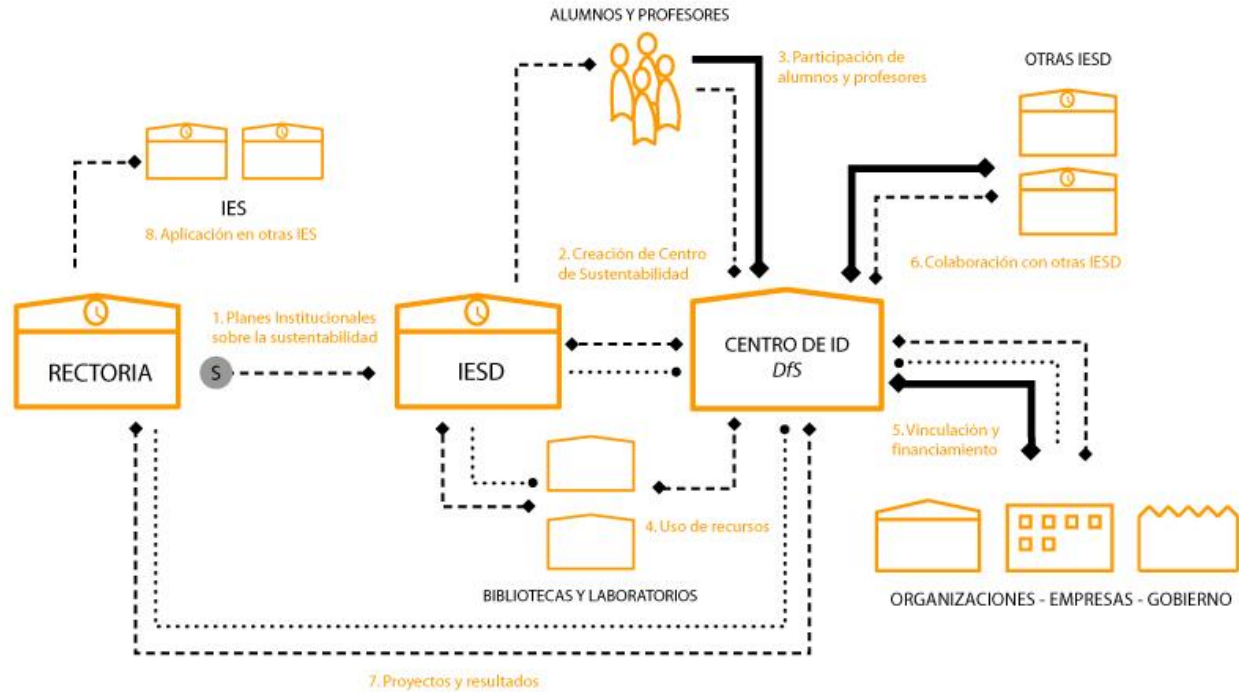 ALUMNOS Y PROFESORES
3. Participación de
alumnos y profesores
OTRAS IESD
IES
8. Aplicación en otras IES
2. Creación de Centro
de Sustentabilidad
6. Colaboración con otras IESD
1. Planes Institucionales
sobre la sustentabilidad
RECTORIA
S
IESD
CENTRO DE ID
DfS
5. Vinculación y
financiamiento
4. Uso de recursos
BIBLIOTECAS Y LABORATORIOS
ORGANIZACIONES - EMPRESAS - GOBIERNO
7. Proyectos y resultados